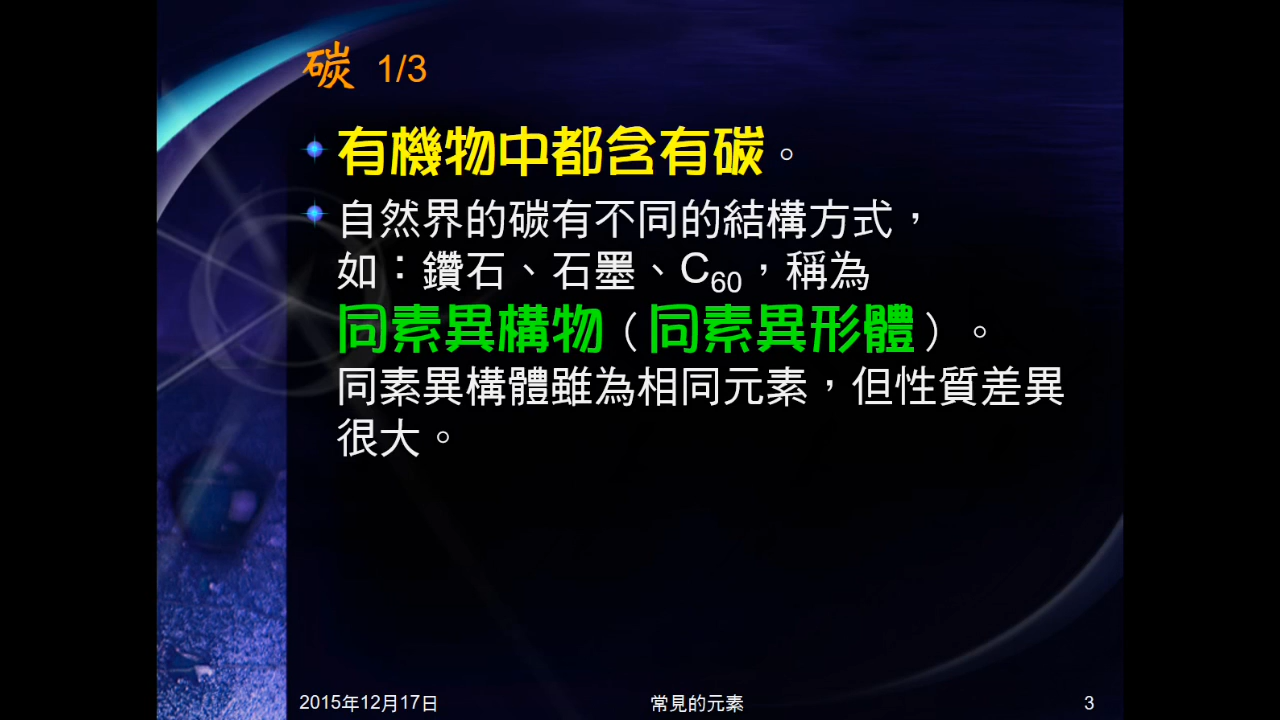 碳 1/3
有機物中都含有碳。
自然界的碳有不同的結構方式，
如：鑽石、石墨、C60，稱為
同素異構物（同素異形體）。
同素異構體雖為相同元素，但性質差異
很大。
2015年12月17日 常見的元素 3